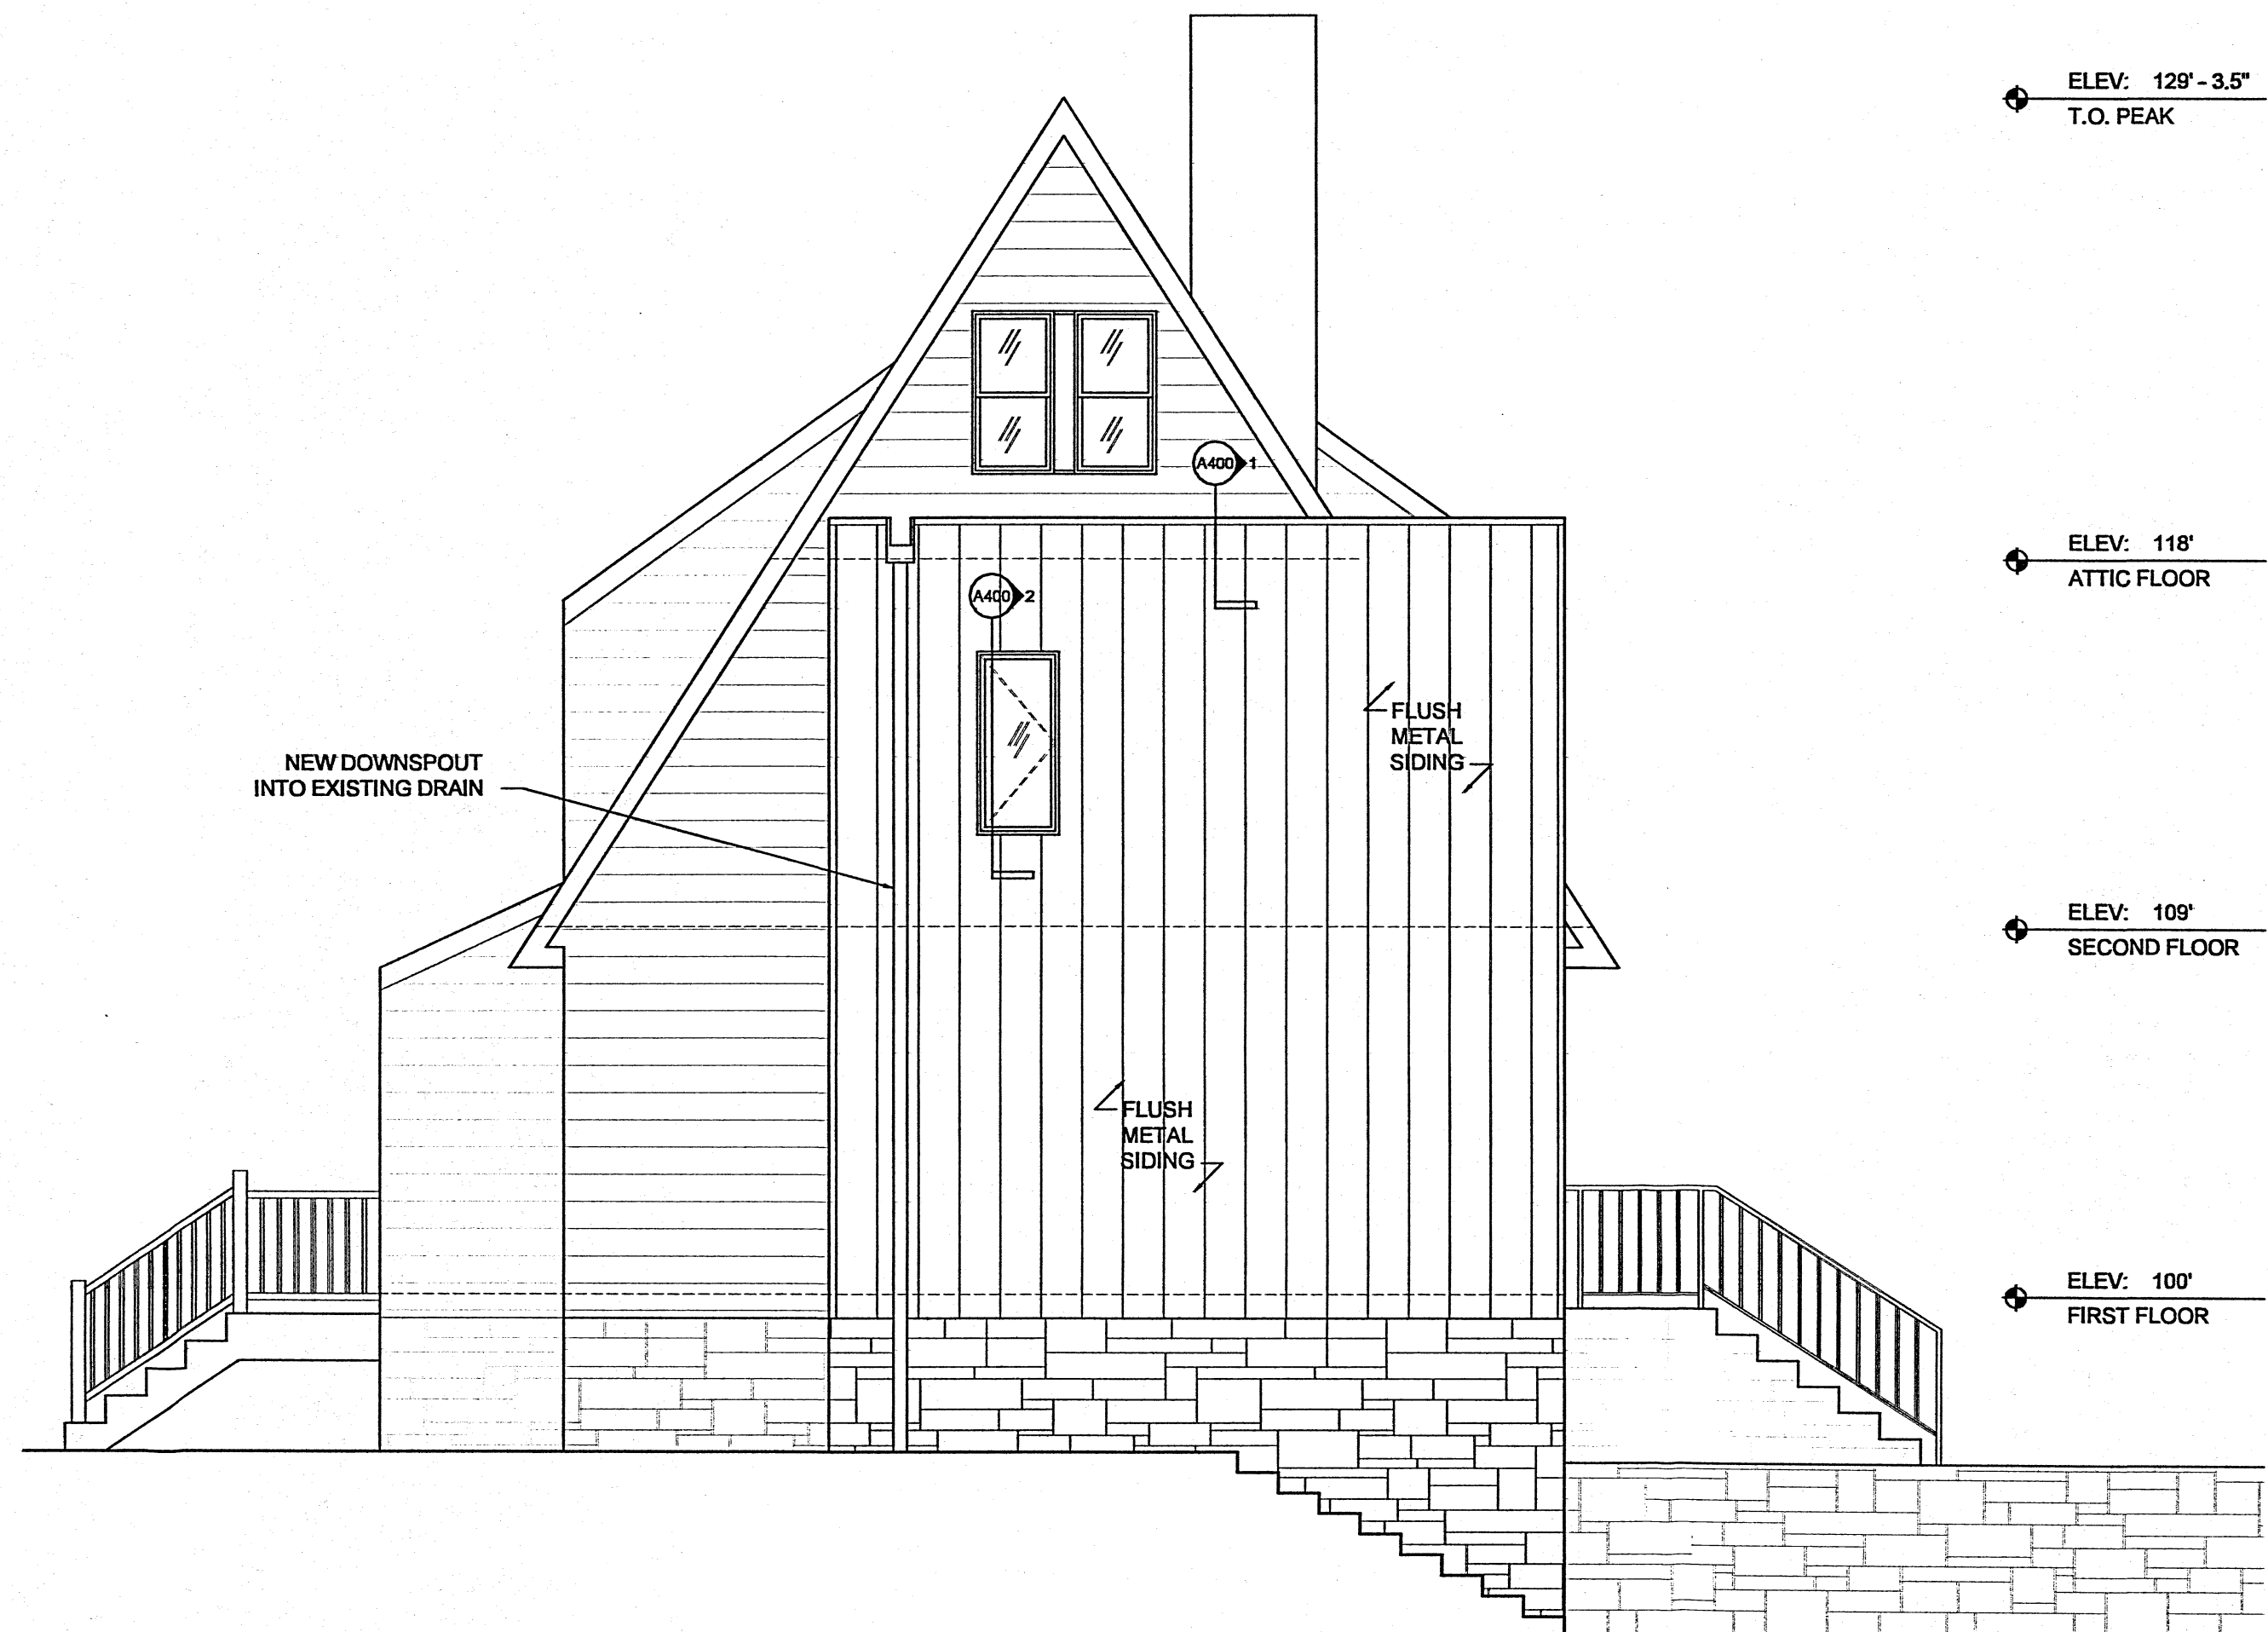 ELEV: 129' - 3.5"
T.O. PEAK
A400 1
ELEV: 118'
ATTIC FLOOR
A400 2
FLUSH
METAL
SIDING
NEW DOWNSPOUT
INTO EXISTING DRAIN
ELEV: 109'
SECOND FLOOR
FLUSH
METAL
SIDING
ELEV: 100'
FIRST FLOOR